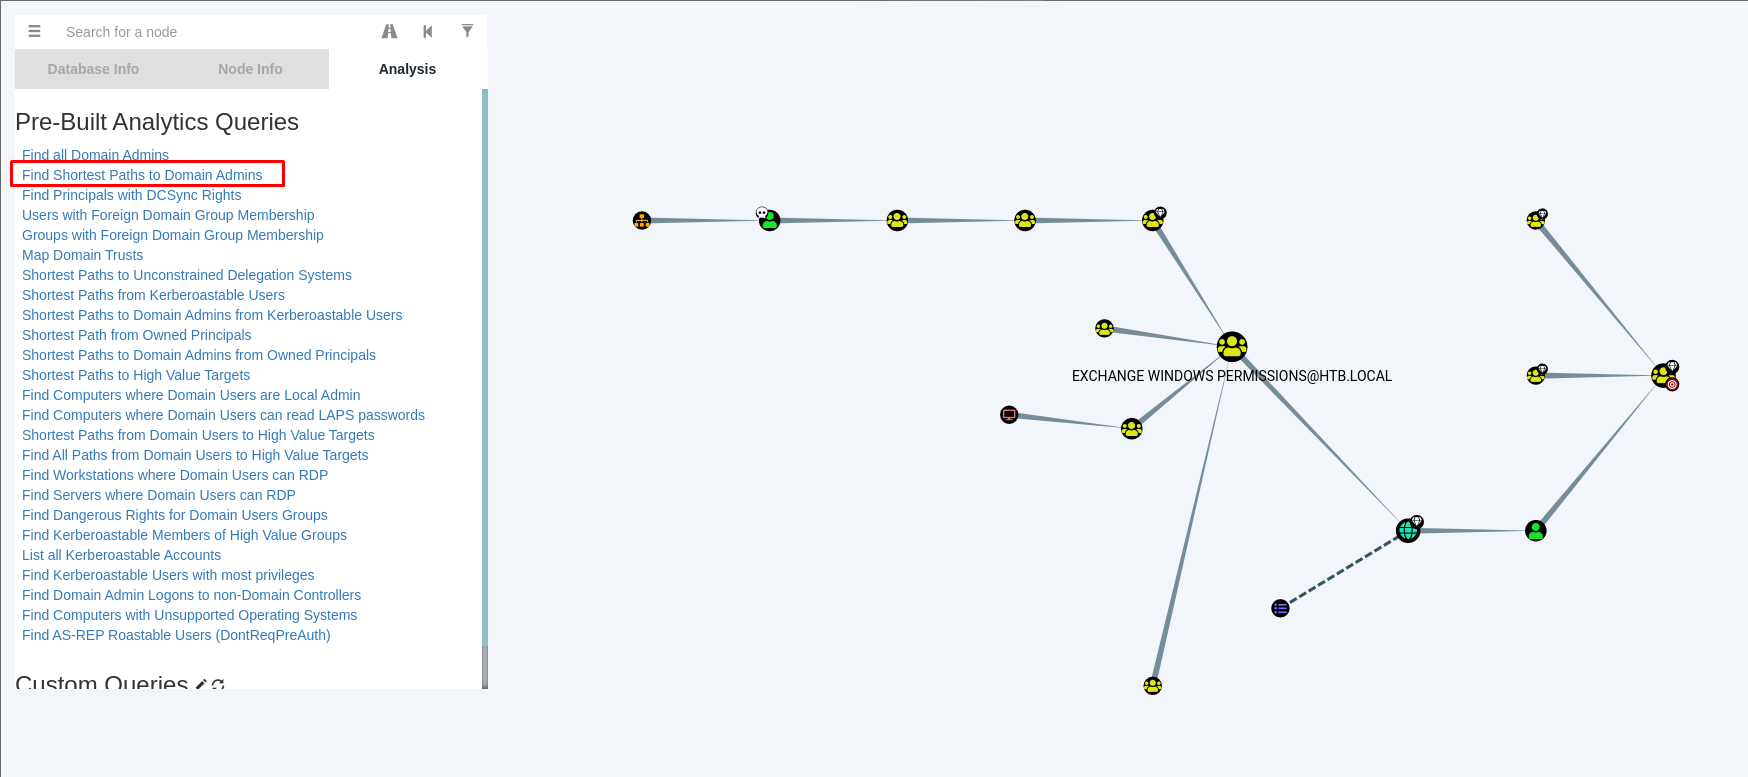 Search for a node
Database Info
Node Info
Analysis
Pre-Built Analytics Queries
Find all Domain Admins
Find Shortest Paths to Domain Admins
Find Principals with DCSync Rights
Users with Foreign Domain Group Membership
Groups with Foreign Domain Group Membership
Map Domain Trusts
Shortest Paths to Unconstrained Delegation Systems
Shortest Paths from Kerberoastable Users
Shortest Paths to Domain Admins from Kerberoastable Users
Shortest Path from Owned Principals
Shortest Paths to Domain Admins from Owned Principals
Shortest Paths to High Value Targets
Find Computers where Domain Users are Local Admin
Find Computers where Domain Users can read LAPS passwords
Shortest Paths from Domain Users to High Value Targets
Find All Paths from Domain Users to High Value Targets
Find Workstations where Domain Users can RDP
Find Servers where Domain Users can RDP
Find Dangerous Rights for Domain Users Groups
Find Kerberoastable Members of High Value Groups
List all Kerberoastable Accounts
Find Kerberoastable Users with most privileges
Find Domain Admin Logons to non-Domain Controllers
Find Computers with Unsupported Operating Systems
Find AS-REP Roastable Users (DontReqPreAuth)
Custom Queries
EXCHANGE WINDOWS PERMISSIONS@HTB.LOCAL